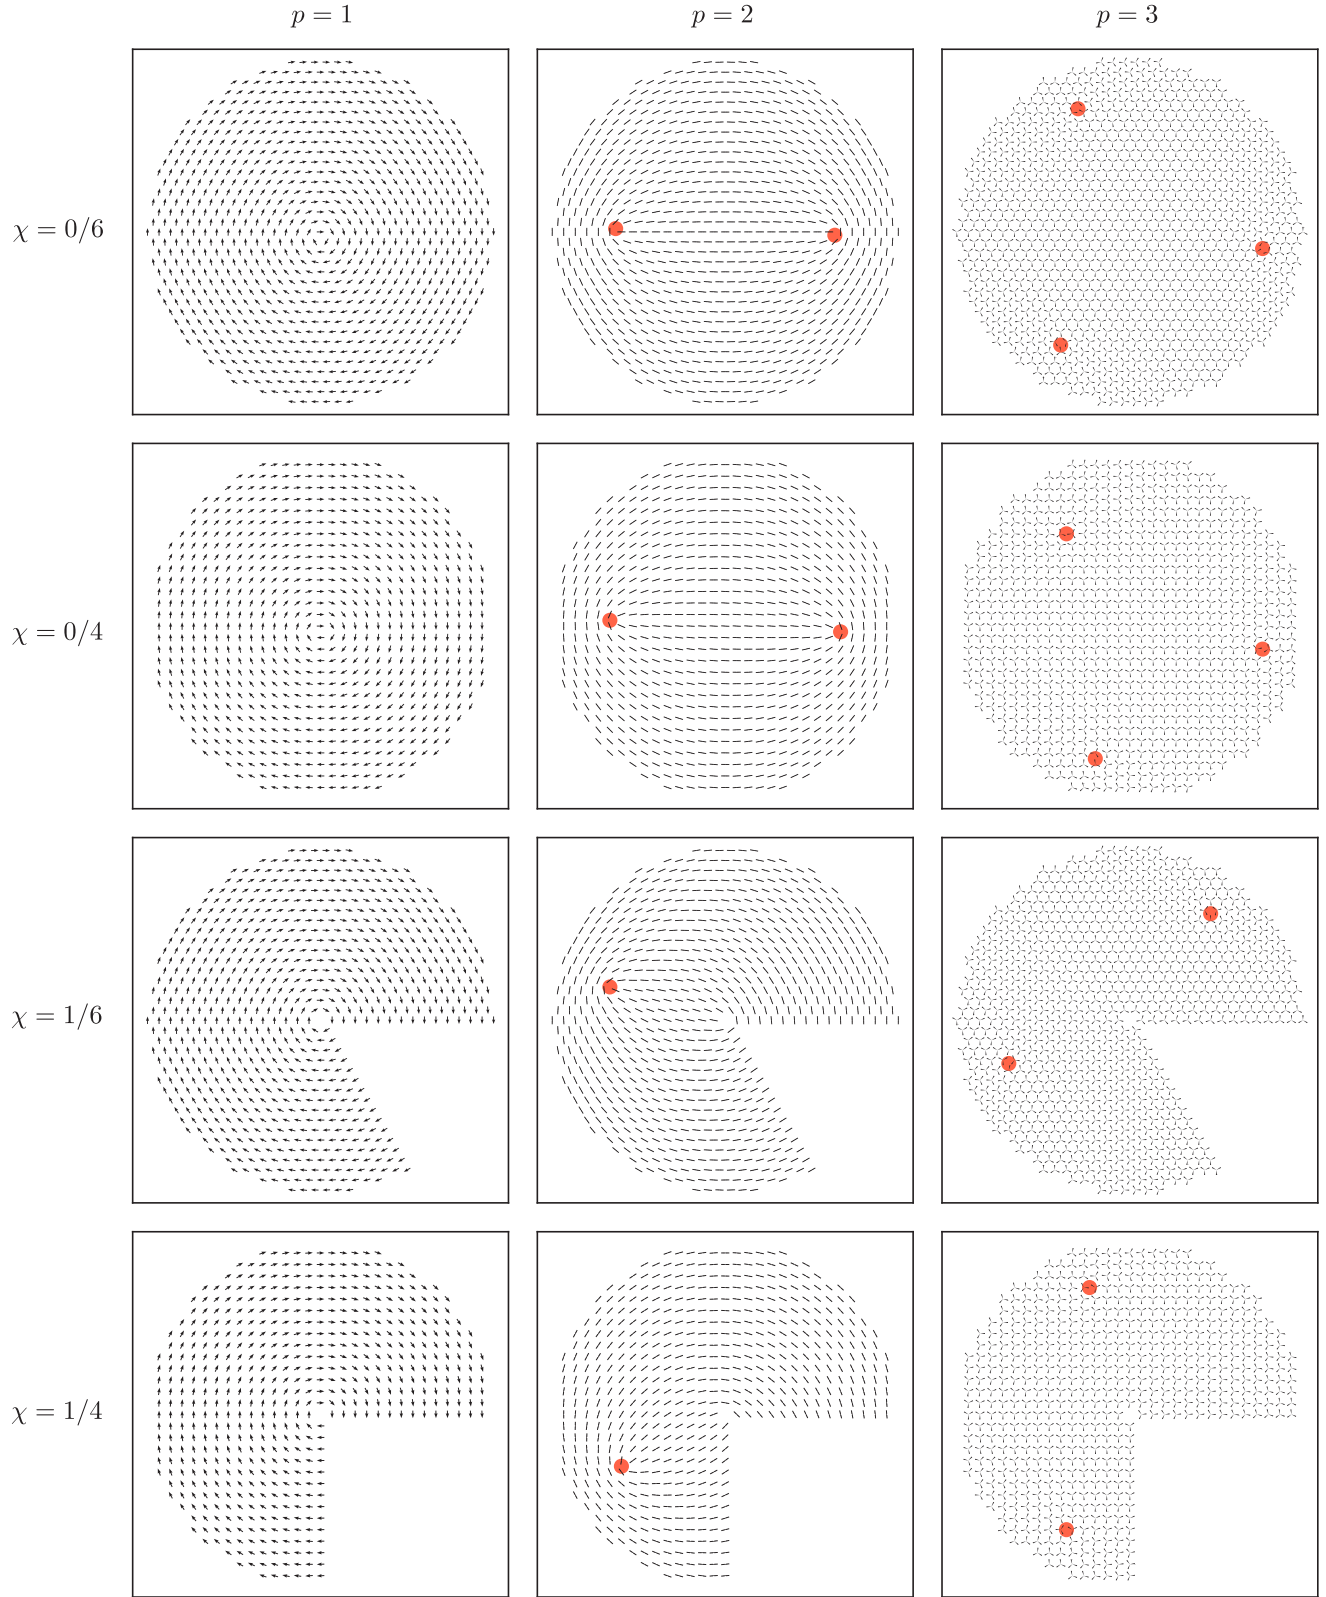 p = 1
p = 2
p = 3
χ = 0/6
χ = 0/4
χ = 1/6
χ = 1/4